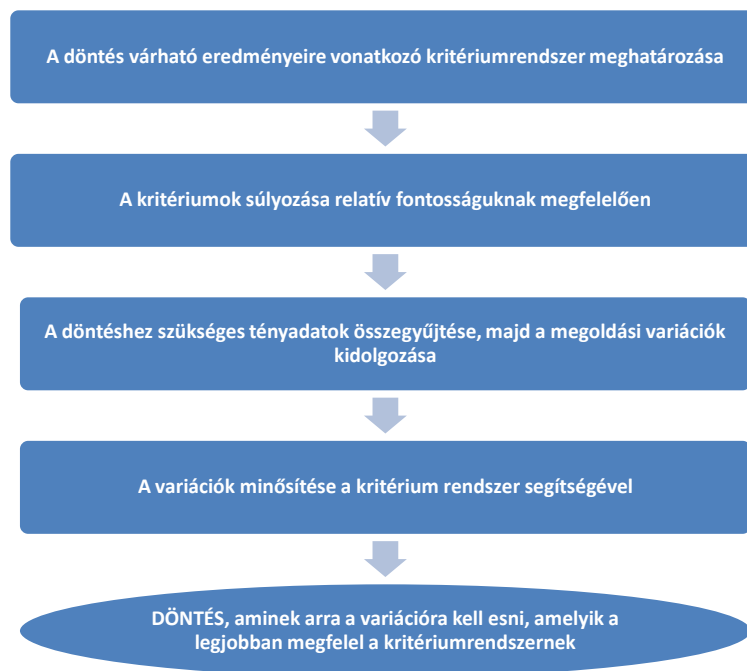 A döntés várható eredményeire vonatkozó kritériumrendszer meghatározása
A kritériumok súlyozása relatív fontosságuknak megfelelően
A döntéshez szükséges tényadatok összegyűjtése, majd a megoldási variációk
kidolgozása
A variációk minősítése a kritérium rendszer segítségével
DÖNTÉS, aminek arra a variációra kell esni, amelyik a
legjobban megfelel a kritériumrendszernek